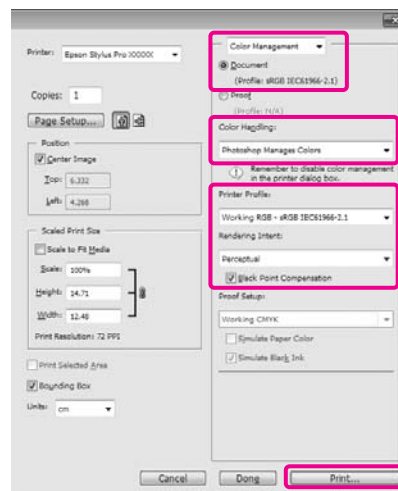 Printer: Epson Stylus Pro XXXXX
Copies: 1
Page Setup...
Position
Center Image
Top: 6.332
Left: 4.268
Scaled Print Size
Scale to Fit Media
Scale: 100%
Height: 14.71
Width: 12.48
Print Resolution: 72 PPI
Print Selected Area
Bounding Box
Units: cm
Color Management
Document
(Profile: sRGB IEC61966-2.1)
Proof
(Profile: N/A)
Color Handling:
Photoshop Manages Colors
Remember to disable color management
in the printer dialog box.
Printer Profile:
Working RGB - sRGB IEC61966-2.1
Rendering Intent:
Perceptual
Black Point Compensation
Proof Setup:
Working CMYK
Simulate Paper Color
Simulate Black Ink
Cancel
Done
Print...